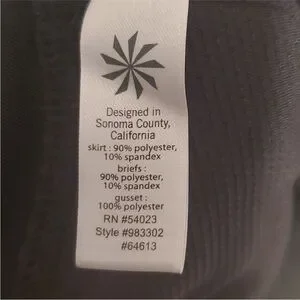 Designed in
Sonoma County,
California
skirt : 90% polyester,
10% spandex
briefs :
90% polyester,
10% spandex
gusset :
100% polyester
RN #54023
Style #983302
#64613